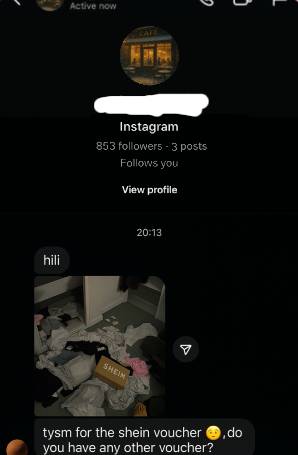 Active now
CAFE
Instagram
853 followers · 3 posts
Follows you
View profile
20:13
hili
SHEIN
tysm for the shein voucher 😉,do
you have any other voucher?